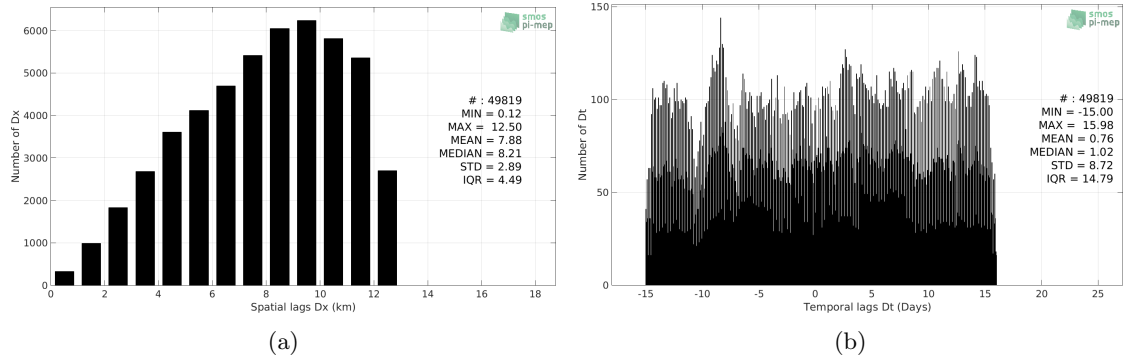 smos
pi-mep
Number of Dx
6000
5000
4000
3000
2000
1000
0
# : 49819
MIN = 0.12
MAX = 12.50
MEAN = 7.88
MEDIAN = 8.21
STD = 2.89
IQR = 4.49
0 2 4 6 8 10 12 14 16 18
Spatial lags Dx (km)
(a)
smos
pi-mep
Number of Dt
150
100
50
0
# : 49819
MIN = -15.00
MAX = 15.98
MEAN = 0.76
MEDIAN = 1.02
STD = 8.72
IQR = 14.79
-15 -10 -5 0 5 10 15 20 25
Temporal lags Dt (Days)
(b)